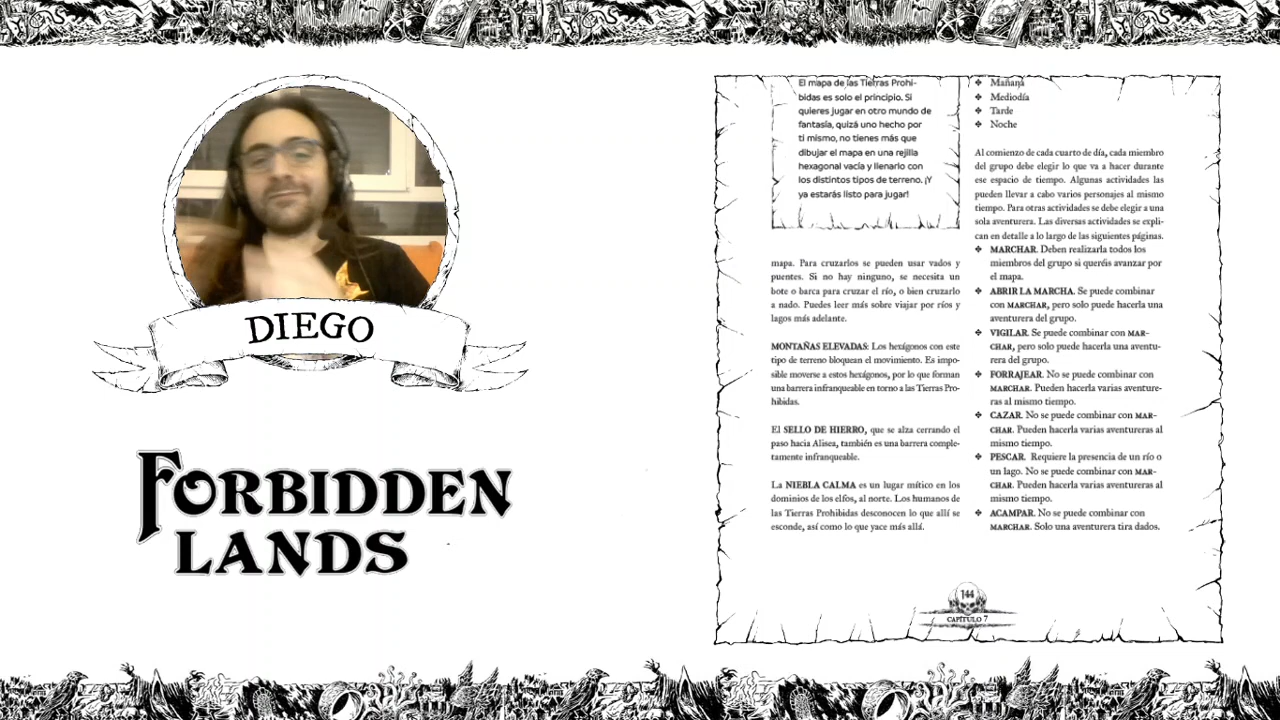 DIEGO
FORBIDDEN
LANDS
El mapa de las Tierras Prohi-
bidas es solo el principio. Si
quieres jugar en otro mundo de
fantasía, quizá uno hecho por
ti mismo, no tienes más que
dibujar el mapa en una rejilla
hexagonal vacía y llenarlo con
los distintos tipos de terreno. ¡Y
ya estarás listo para jugar!
mapa. Para cruzarlos se pueden usar vados y
puentes. Si no hay ninguno, se necesita un
bote o barca para cruzar el río, o bien cruzarlo
a nado. Puedes leer más sobre viajar por ríos y
lagos más adelante.
MONTAÑAS ELEVADAS: Los hexágonos con este
tipo de terreno bloquean el movimiento. Es impo-
sible moverse a estos hexágonos, por lo que forman
una barrera infranqueable en torno a las Tierras Pro-
hibidas.
El SELLO DE HIERRO, que se alza cerrando el
paso hacia Alisea, también es una barrera comple-
tamente infranqueable.
La NIEBLA CALMA es un lugar mítico en los
dominios de los elfos, al norte. Los humanos de
las Tierras Prohibidas desconocen lo que allí se
esconde, así como lo que yace más allá.
❖ Mañana
❖ Mediodía
❖ Tarde
❖ Noche
Al comienzo de cada cuarto de día, cada miembro
del grupo debe elegir lo que va a hacer durante
ese espacio de tiempo. Algunas actividades las
pueden llevar a cabo varios personajes al mismo
tiempo. Para otras actividades se debe elegir a una
sola aventurera. Las diversas actividades se expli-
can en detalle a lo largo de las siguientes páginas.
❖ MARCHAR. Deben realizarla todos los
miembros del grupo si queréis avanzar por
el mapa.
❖ ABRIR LA MARCHA. Se puede combinar
con MARCHAR, pero solo puede hacerla una
aventurera del grupo.
❖ VIGILAR. Se puede combinar con MAR-
CHAR, pero solo puede hacerla una aventu-
rera del grupo.
❖ FORRAJEAR. No se puede combinar con
MARCHAR. Pueden hacerla varias aventure-
ras al mismo tiempo.
❖ CAZAR. No se puede combinar con MAR-
CHAR. Pueden hacerla varias aventureras al
mismo tiempo.
❖ PESCAR. Requiere la presencia de un río o
un lago. No se puede combinar con MAR-
CHAR. Pueden hacerla varias aventureras al
mismo tiempo.
❖ ACAMPAR. No se puede combinar con
MARCHAR. Solo una aventurera tira dados.
144
CAPÍTULO 7